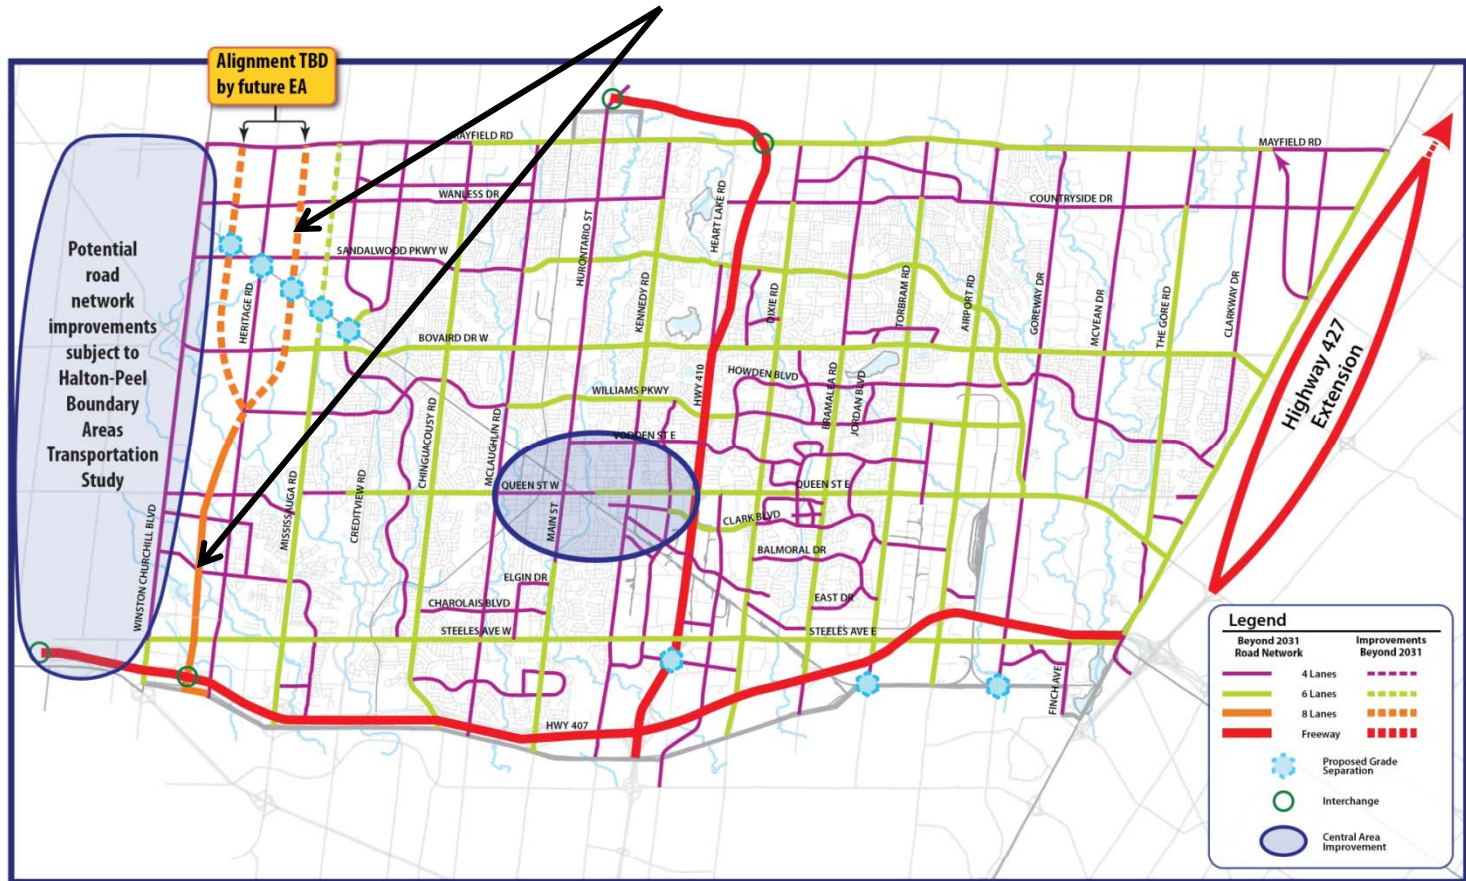 Alignment TBD
by future EA
MAYFIELD RD
MAYFIELD RD
WANLESS DR
COUNTRYSIDE DR
SANDALWOOD PKWY W
HURONTARIO ST
HEART LAKE RD
KENNEDY RD
DIXIE RD
TORBRAM RD
AIRPORT RD
GOREWAY DR
MCVEAN DR
THE GORE RD
CLARKWAY DR
Potential
road
network
improvements
subject to
Halton-Peel
Boundary
Areas
Transportation
Study
HERITAGE RD
BOVAIRD DR W
HWY 410
HOWDEN BLVD
WILLIAMS PKWY
BRAMALEA RD
JORDAN BLVD
Highway 427
Extension
CHINGUACOUSY RD
MCLAUGHLIN RD
VODDEN ST E
MISSISSAUGA RD
CREDITVIEW RD
QUEEN ST W
QUEEN ST E
MAIN ST
CLARK BLVD
WINSTON CHURCHILL BLVD
BALMORAL DR
ELGIN DR
EAST DR
CHAROLAIS BLVD
STEELES AVE W
STEELES AVE E
FINCH AVE
HWY 407
Legend
Beyond 2031
Road Network
Improvements
Beyond 2031
4 Lanes
6 Lanes
8 Lanes
Freeway
Proposed Grade
Separation
Interchange
Central Area
Improvement